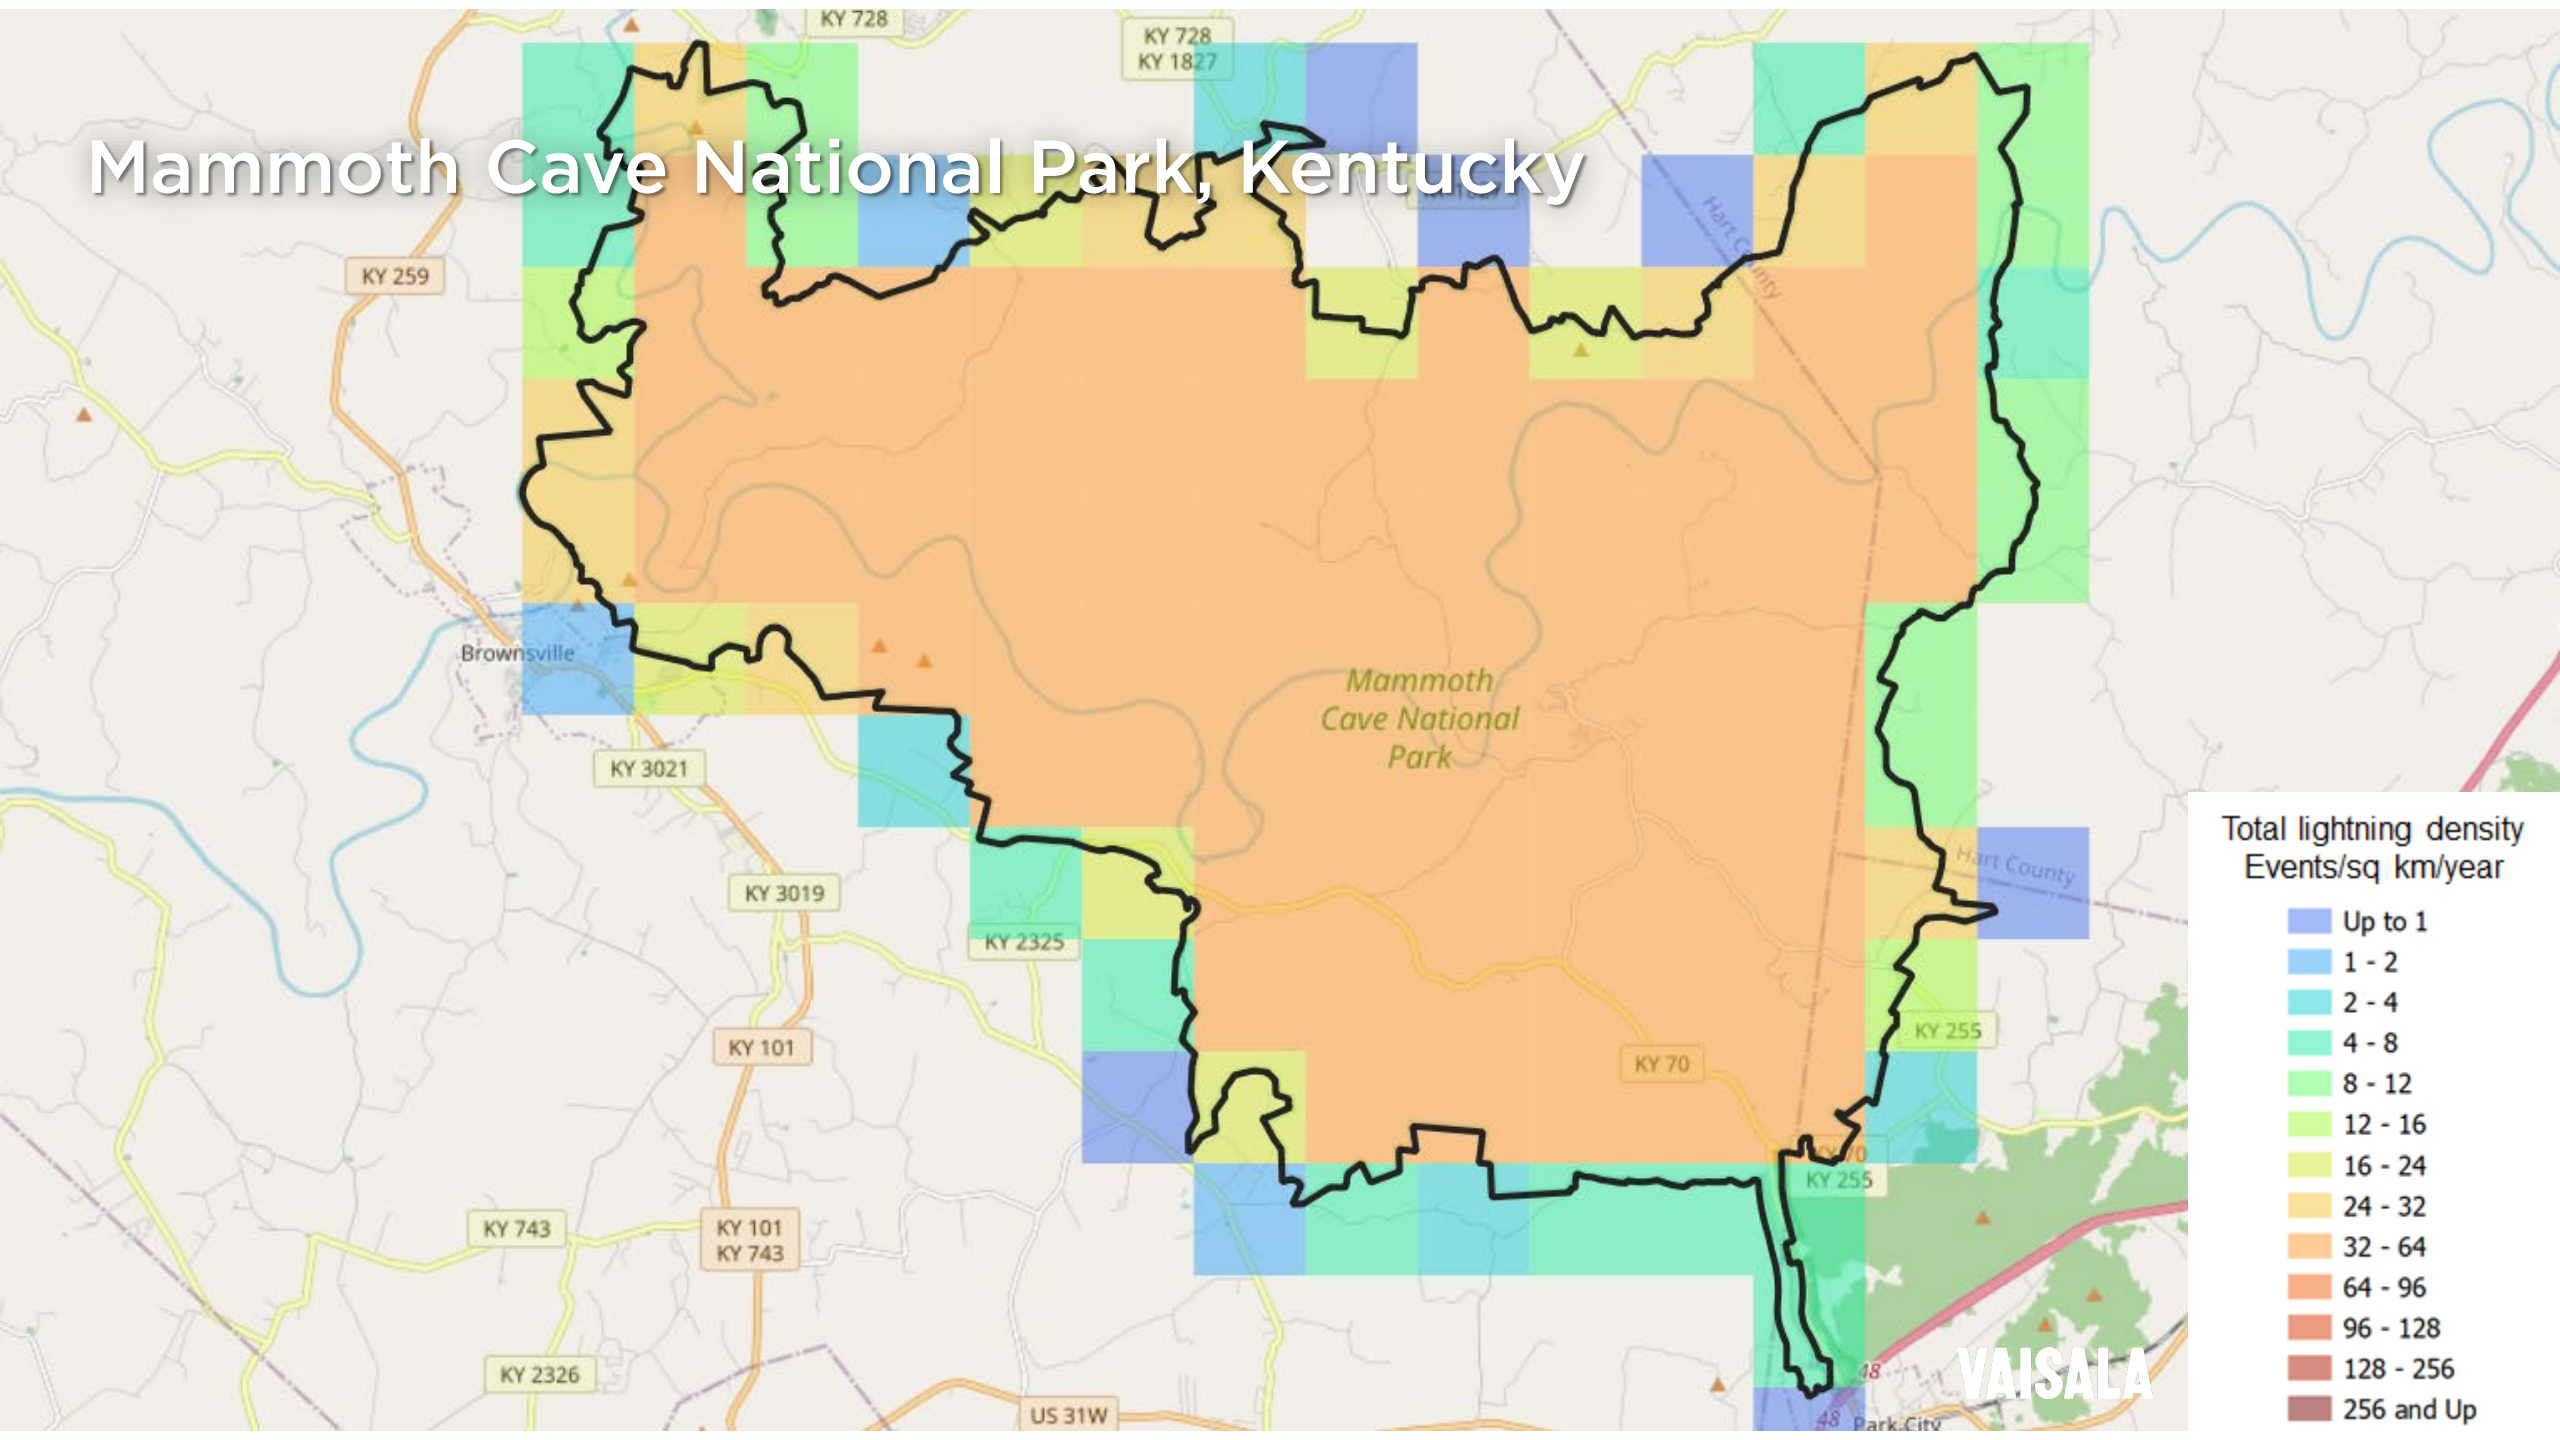 KY 728
KY 728
KY 1827
Mammoth Cave National Park, Kentucky
Hart County
KY 259
Brownsville
Mammoth
Cave National
Park
KY 3021
Total lightning density
Events/sq km/year
Up to 1
1 - 2
2 - 4
4 - 8
8 - 12
12 - 16
16 - 24
24 - 32
32 - 64
64 - 96
96 - 128
128 - 256
256 and Up
Hart County
KY 3019
KY 2325
KY 255
KY 101
KY 70
KY 70
KY 255
KY 743
KY 101
KY 743
KY 2326
48
VAISALA
US 31W
48
Park City